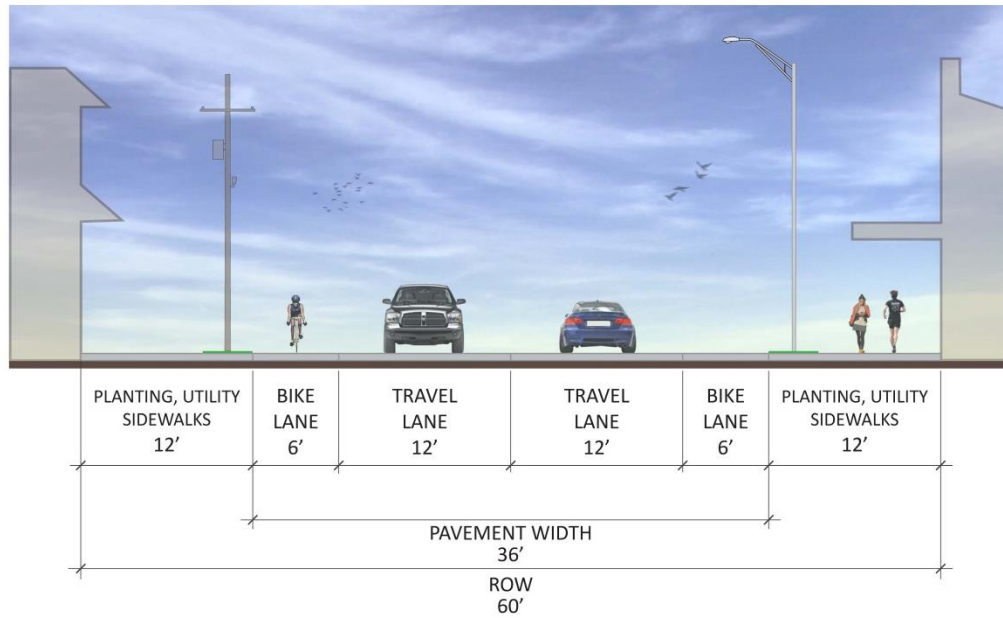 PLANTING, UTILITY
SIDEWALKS
12’
BIKE
LANE
6’
TRAVEL
LANE
12’
TRAVEL
LANE
12’
BIKE
LANE
6’
PLANTING, UTILITY
SIDEWALKS
12’
PAVEMENT WIDTH
36’
ROW
60’